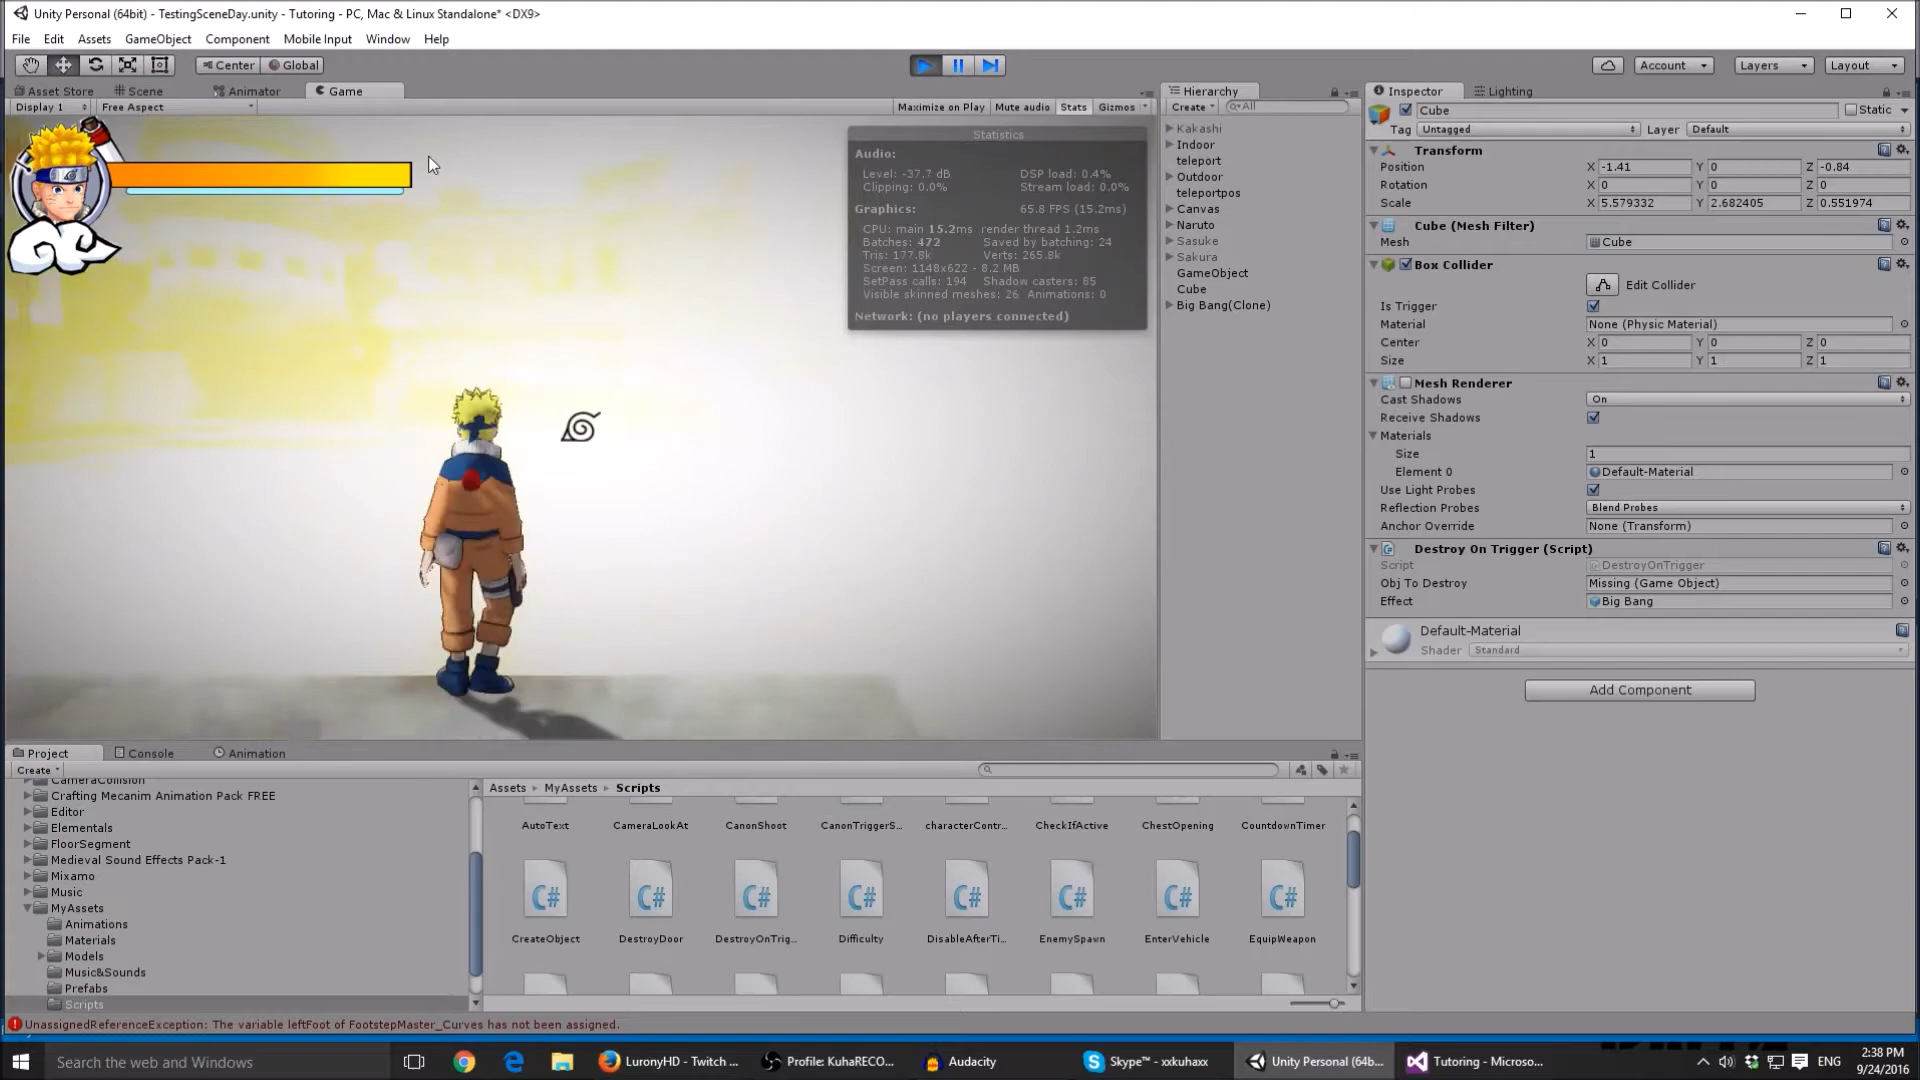 Unity Personal (64bit) - TestingSceneDay.unity - Tutoring - PC, Mac & Linux Standalone* <DX9>
File Edit Assets GameObject Component Mobile Input Window Help
Center Global Account Layers Layout
Asset Store Scene Animator Game
Display 1 Free Aspect Maximize on Play Mute audio Stats Gizmos
Statistics
Audio:
Level: -37.7 dB DSP load: 0.4%
Clipping: 0.0% Stream load: 0.0%
Graphics: 65.8 FPS (15.2ms)
CPU: main 15.2ms render thread 1.2ms
Batches: 472 Saved by batching: 24
Tris: 177.8k Verts: 265.8k
Screen: 1148x622 - 8.2 MB
SetPass calls: 194 Shadow casters: 85
Visible skinned meshes: 26 Animations: 0
Network: (no players connected)
Hierarchy
Create All
Kakashi
Indoor
teleport
Outdoor
teleportpos
Canvas
Naruto
Sasuke
Sakura
GameObject
Cube
Big Bang(Clone)
Inspector Lighting
Cube Static
Tag Untagged Layer Default
Transform
Position X -1.41 Y 0 Z -0.84
Rotation X 0 Y 0 Z 0
Scale X 5.579332 Y 2.682405 Z 0.551974
Cube (Mesh Filter)
Mesh Cube
Box Collider
Edit Collider
Is Trigger
Material None (Physic Material)
Center X 0 Y 0 Z 0
Size X 1 Y 1 Z 1
Mesh Renderer
Cast Shadows On
Receive Shadows
Materials
Size 1
Element 0 Default-Material
Use Light Probes
Reflection Probes Blend Probes
Anchor Override None (Transform)
Destroy On Trigger (Script)
Script DestroyOnTrigger
Obj To Destroy Missing (Game Object)
Effect Big Bang
Default-Material
Shader Standard
Add Component
Project Console Animation
Create
CameraCollision
Crafting Mecanim Animation Pack FREE
Editor
Elementals
FloorSegment
Medieval Sound Effects Pack-1
Mixamo
Music
MyAssets
Animations
Materials
Models
Music&Sounds
Prefabs
Scripts
Assets MyAssets Scripts
AutoText CameraLookAt CanonShoot CanonTriggerS... characterContr... CheckIfActive ChestOpening CountdownTimer
C# C# C# C# C# C# C# C#
CreateObject DestroyDoor DestroyOnTrig... Difficulty DisableAfterTi... EnemySpawn EnterVehicle EquipWeapon
UnassignedReferenceException: The variable leftFoot of FootstepMaster_Curves has not been assigned.
Search the web and Windows LuronyHD - Twitch ... Profile: KuhaRECO... Audacity Skype™ - xxkuhaxx Unity Personal (64b... Tutoring - Microso... ENG 2:38 PM
9/24/2016